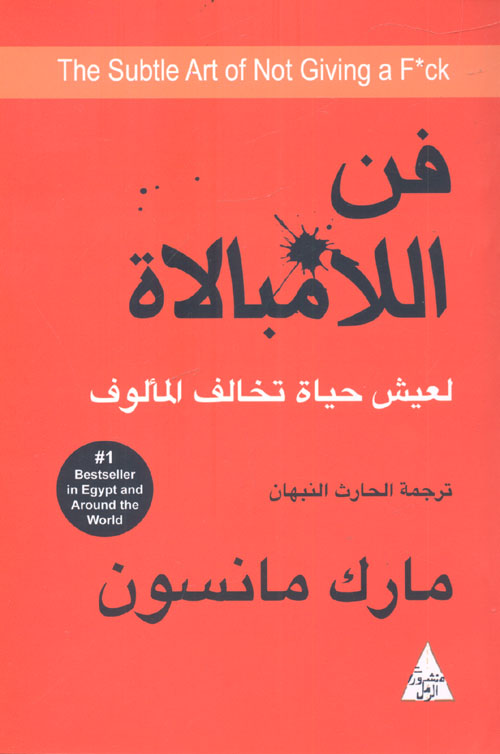 The Subtle Art of Not Giving a F*ck
فن
اللامبالاة
لعيش حياة تخالف المألوف
#1
Bestseller
in Egypt and
Around the
World
ترجمة الحارث النبهان
مارك مانسون
منشورات
الرمل